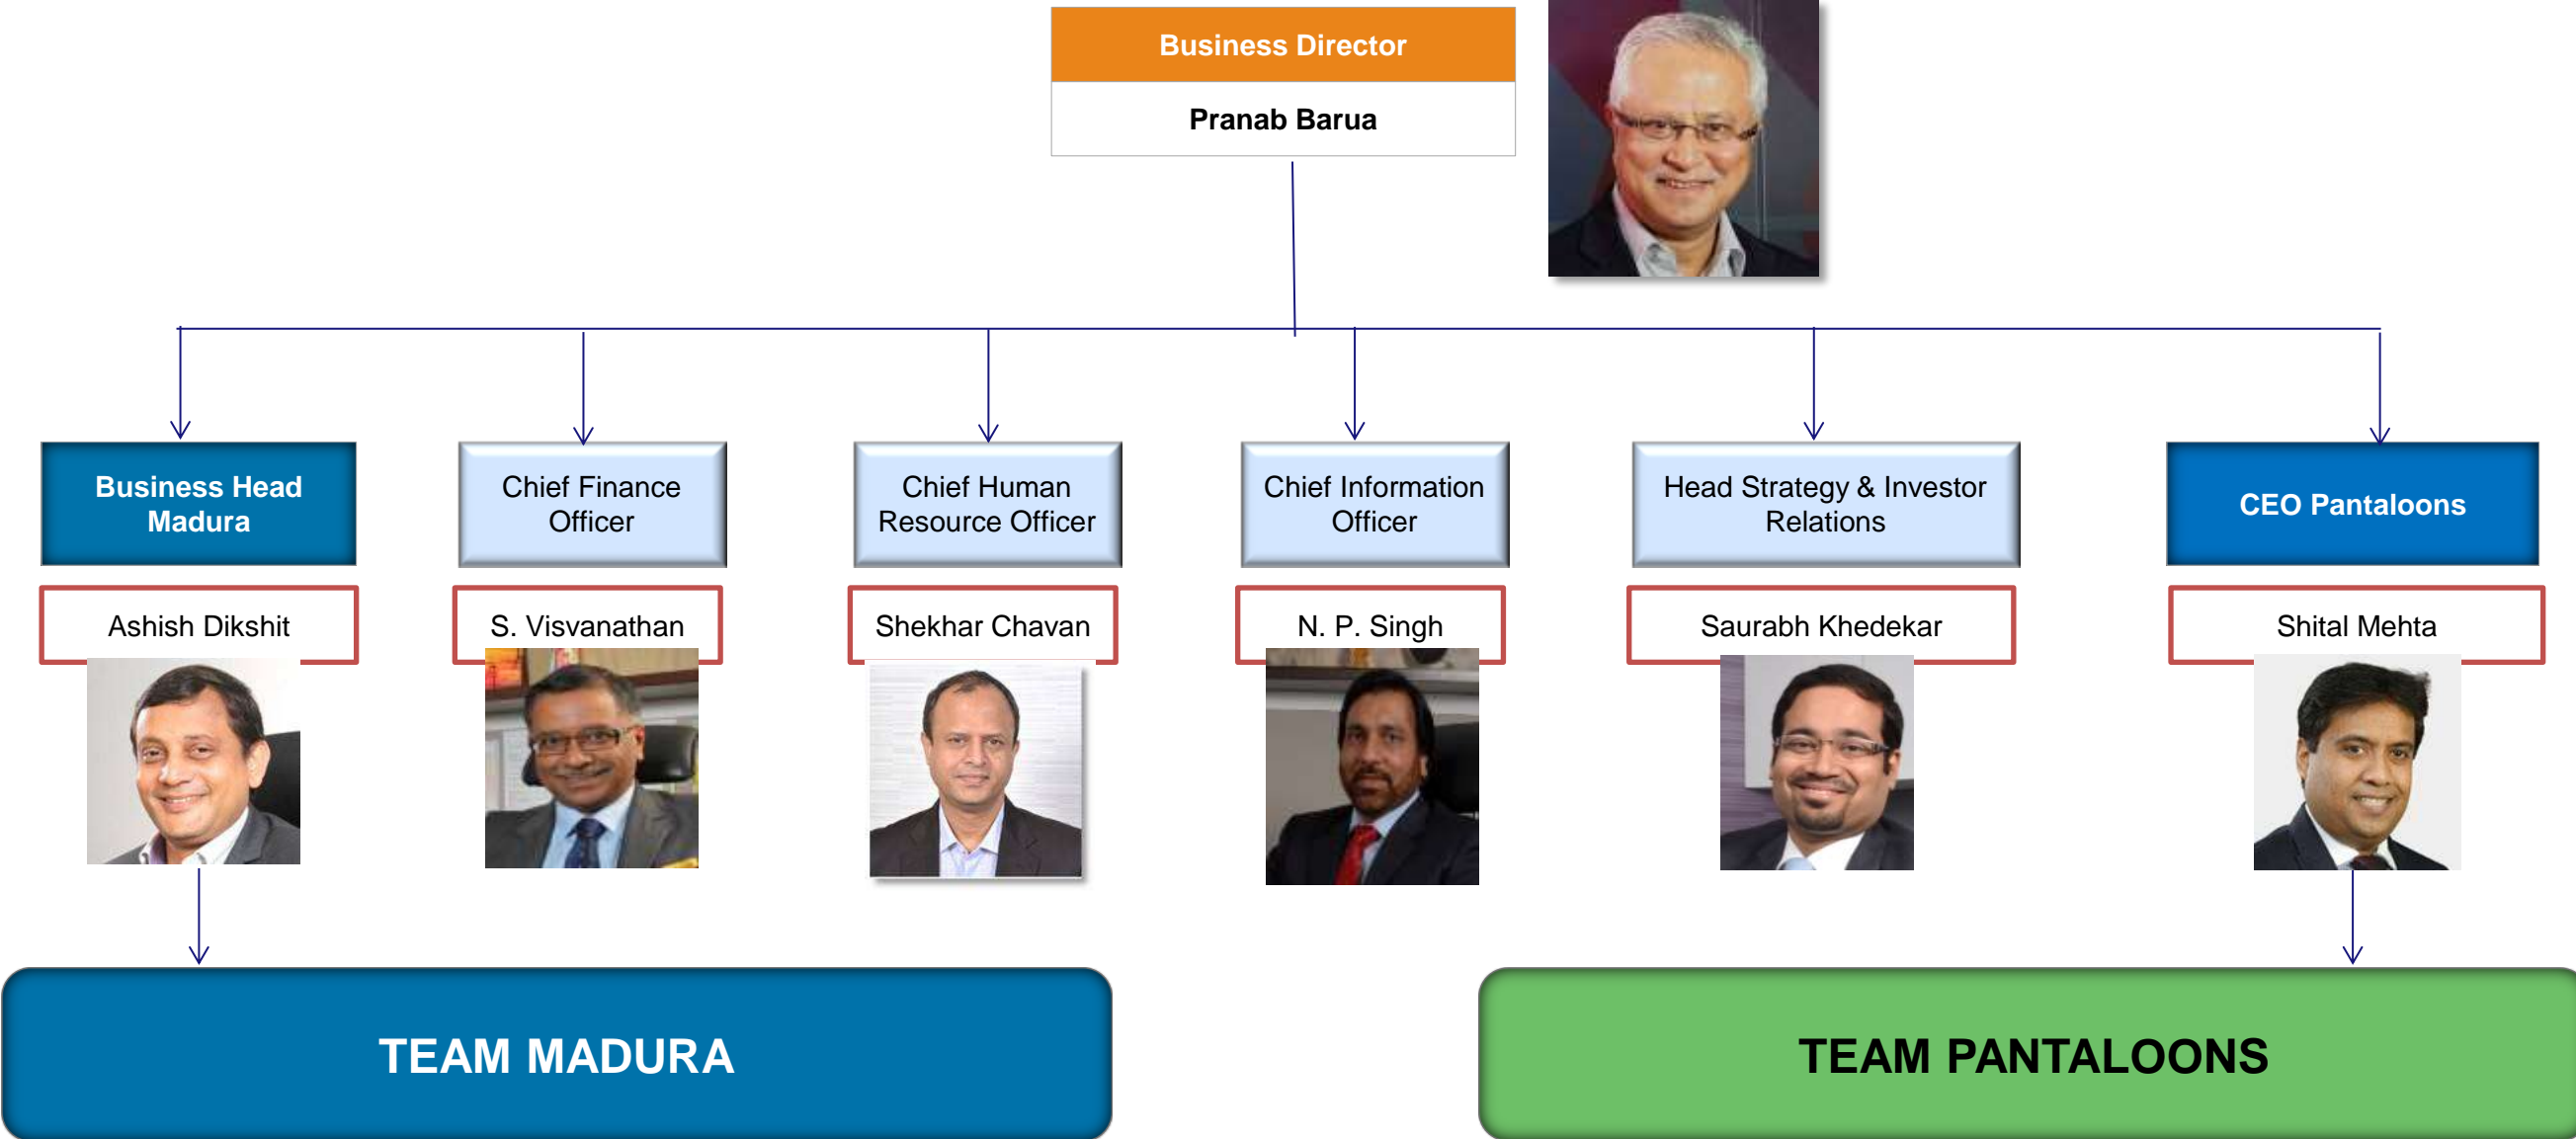 Business Director
Pranab Barua
Business Head
Madura
Chief Finance
Officer
Chief Human
Resource Officer
Chief Information
Officer
Head Strategy & Investor
Relations
CEO Pantaloons
Ashish Dikshit
S. Visvanathan
Shekhar Chavan
N. P. Singh
Saurabh Khedekar
Shital Mehta
TEAM MADURA
TEAM PANTALOONS